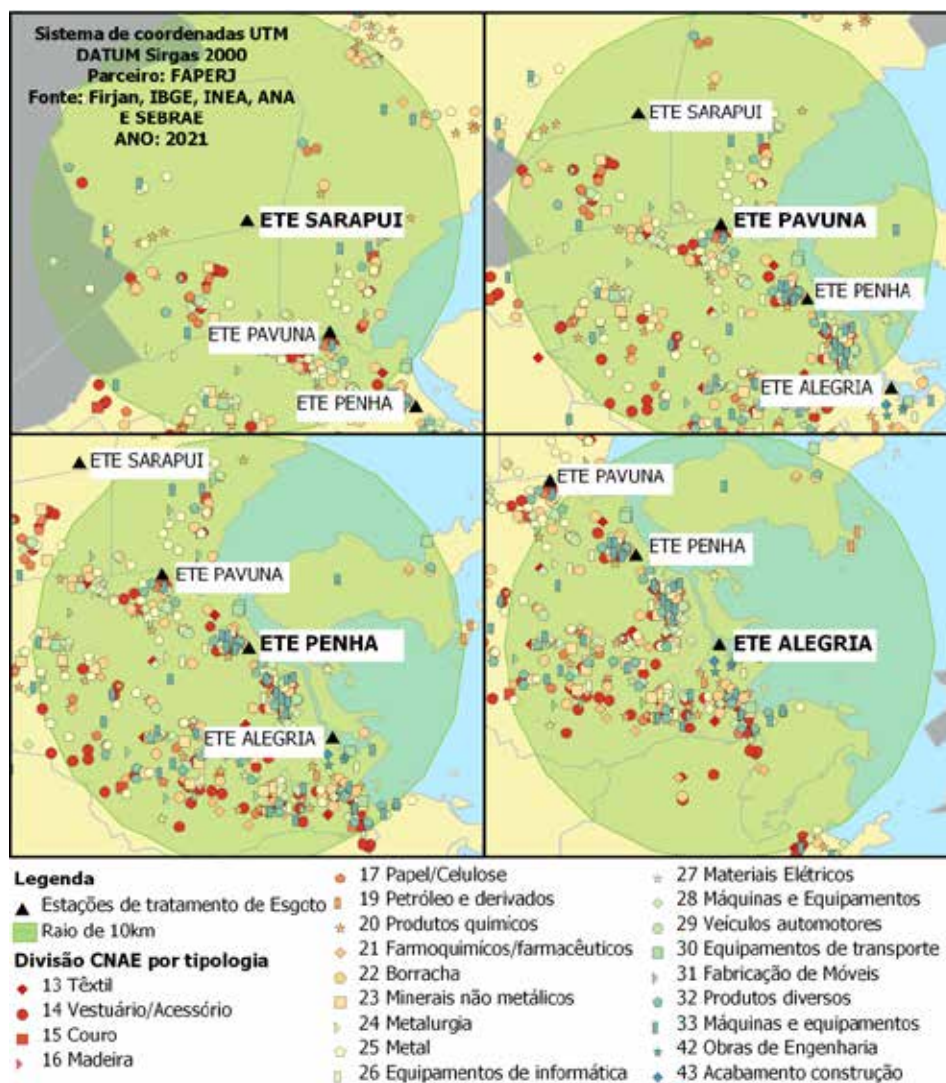 Sistema de coordenadas UTM
DATUM Sirgas 2000
Parceiro: FAPERJ
Fonte: Firjan, IBGE, INEA, ANA
E SEBRAE
ANO: 2021
ETE SARAPUI
ETE PAVUNA
ETE PENHA
ETE SARAPUI
ETE PAVUNA
ETE PENHA
ETE ALEGRIA
ETE SARAPUI
ETE PAVUNA
ETE PENHA
ETE ALEGRIA
ETE PAVUNA
ETE PENHA
ETE ALEGRIA
Legenda
Estações de tratamento de Esgoto
Raio de 10km
Divisão CNAE por tipologia
13 Têxtil
14 Vestuário/Acessório
15 Couro
16 Madeira
17 Papel/Celulose
19 Petróleo e derivados
20 Produtos quimicos
21 Farmoquimícos/farmacêuticos
22 Borracha
23 Minerais não metálicos
24 Metalurgia
25 Metal
26 Equipamentos de informática
27 Materiais Elétricos
28 Máquinas e Equipamentos
29 Veículos automotores
30 Equipamentos de transporte
31 Fabricação de Móveis
32 Produtos diversos
33 Máquinas e equipamentos
42 Obras de Engenharia
43 Acabamento construção